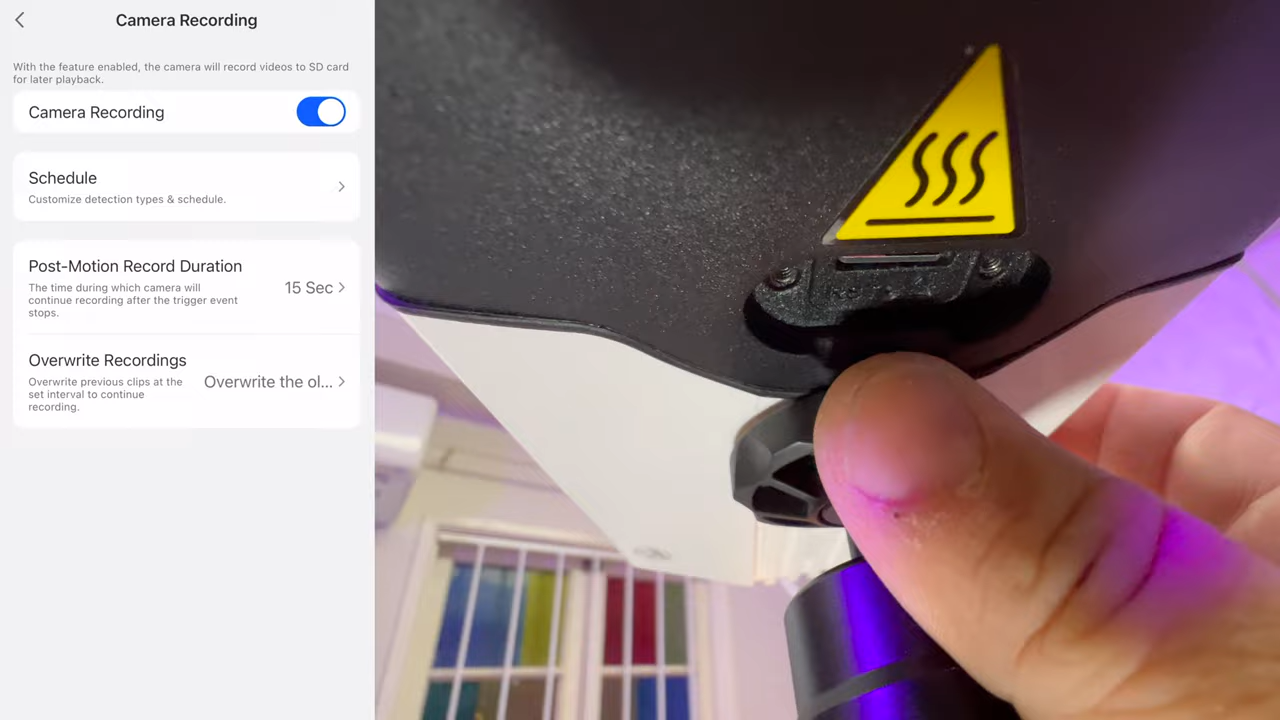 Camera Recording
With the feature enabled, the camera will record videos to SD card
for later playback.
Camera Recording
Schedule
Customize detection types & schedule.
Post-Motion Record Duration
The time during which camera will
continue recording after the trigger event
stops.
15 Sec
Overwrite Recordings
Overwrite previous clips at the
set interval to continue
recording.
Overwrite the ol...